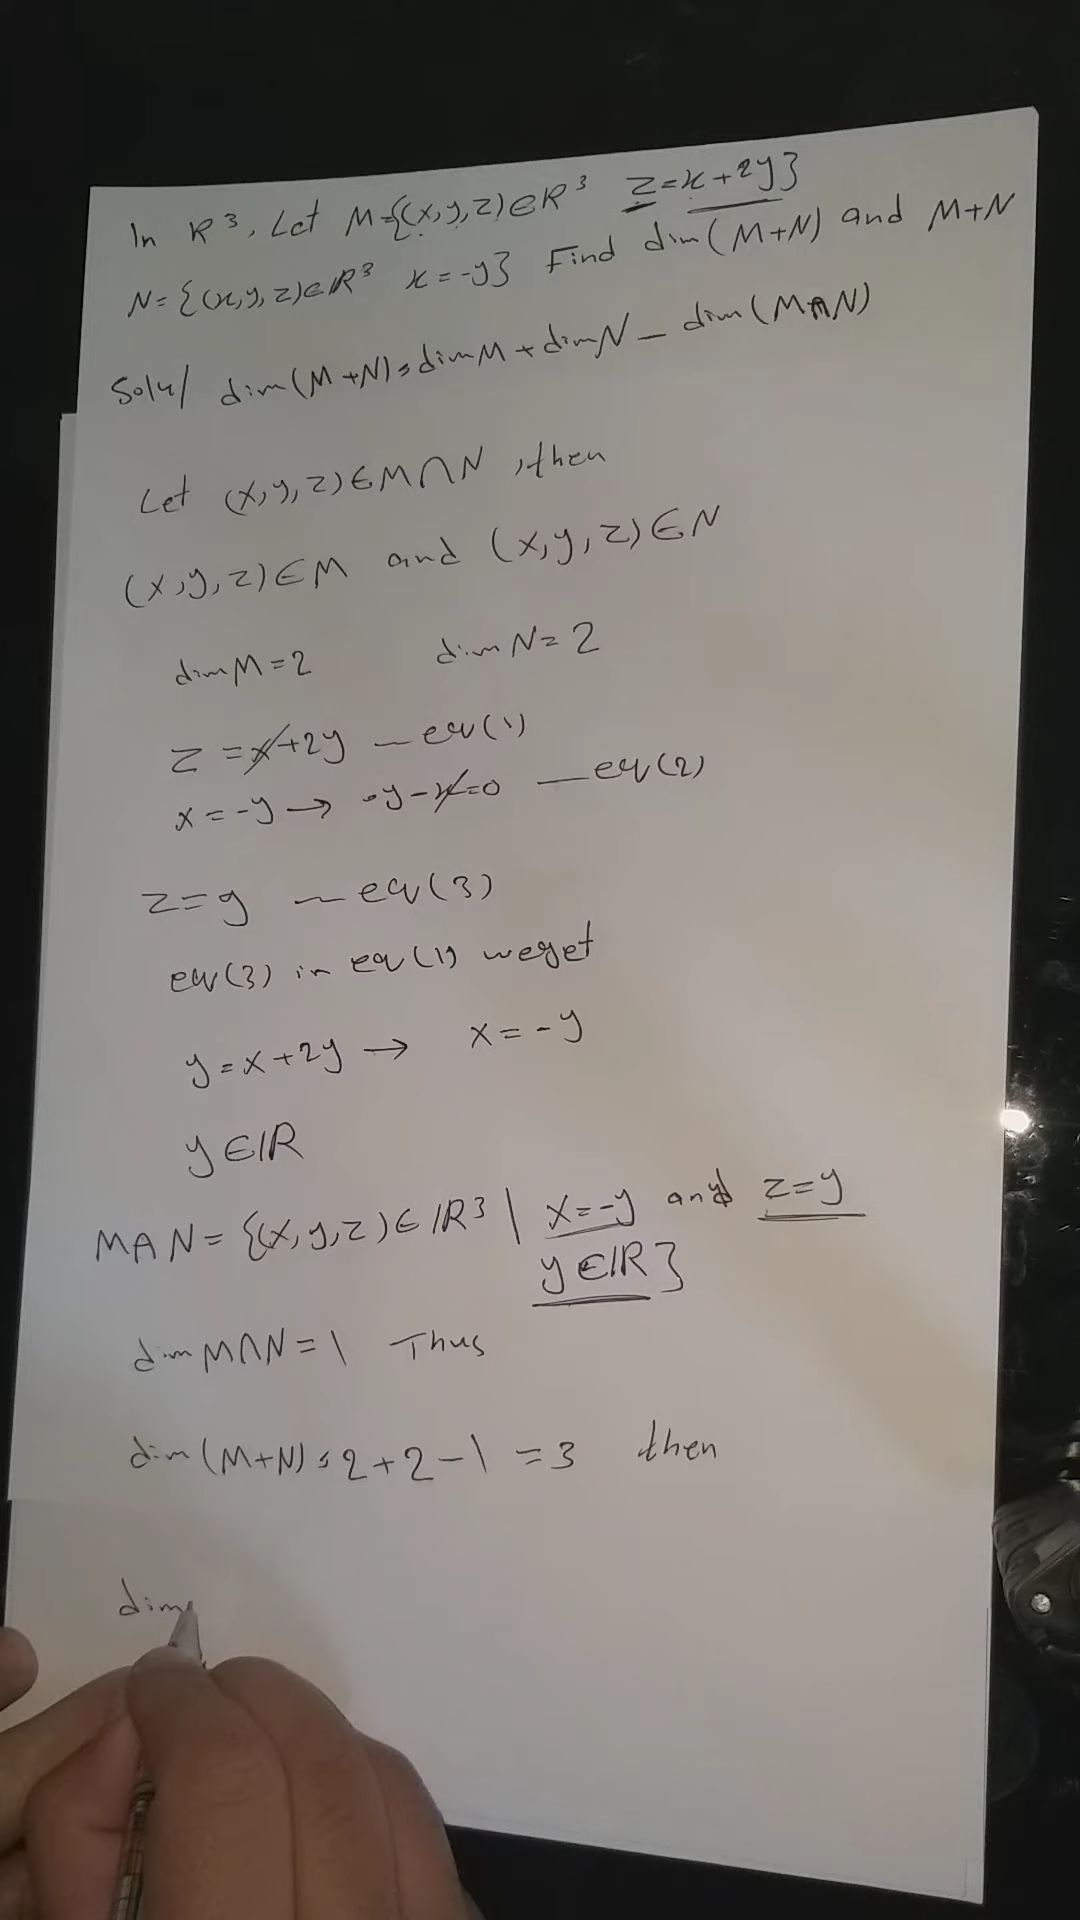 In R³, Let M={(x,y,z)∈R³ z=x+2y}
N={(x,y,z)∈R³ x=-y} Find dim(M+N) and M+N
Solu/ dim(M+N)=dimM+dimN-dim(M∩N)
Let (x,y,z)∈M∩N, then
(x,y,z)∈M and (x,y,z)∈N
dimM=2 dimN=2
z=x+2y — eq(1)
x=-y → -y-x=0 — eq(2)
z=y — eq(3)
eq(3) in eq(1) we get
y=x+2y → x=-y
y∈IR
M∩N={(x,y,z)∈IR³ | x=-y and z=y
y∈IR}
dim M∩N=1 Thus
dim(M+N)=2+2-1=3 then
dim